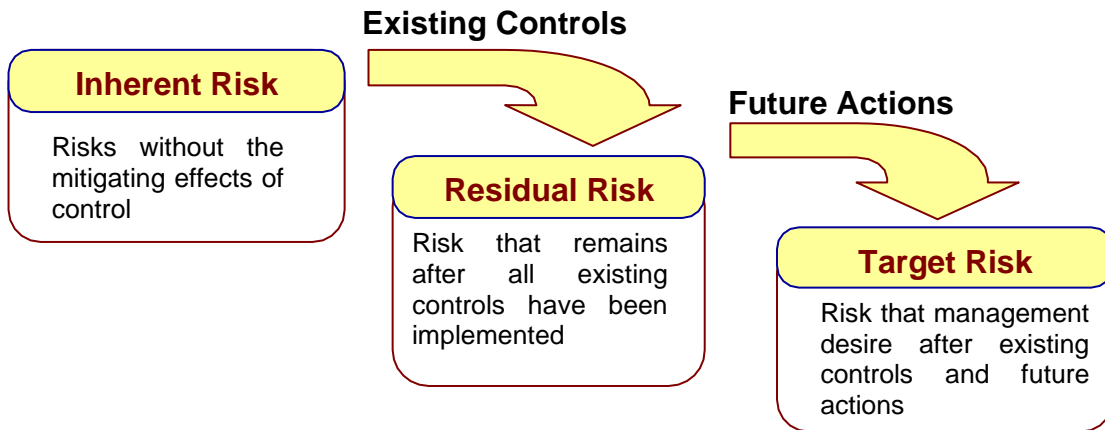 Existing Controls
Inherent Risk
Risks without the
mitigating effects of
control
Future Actions
Residual Risk
Risk that remains
after all existing
controls have been
implemented
Target Risk
Risk that management
desire after existing
controls and future
actions